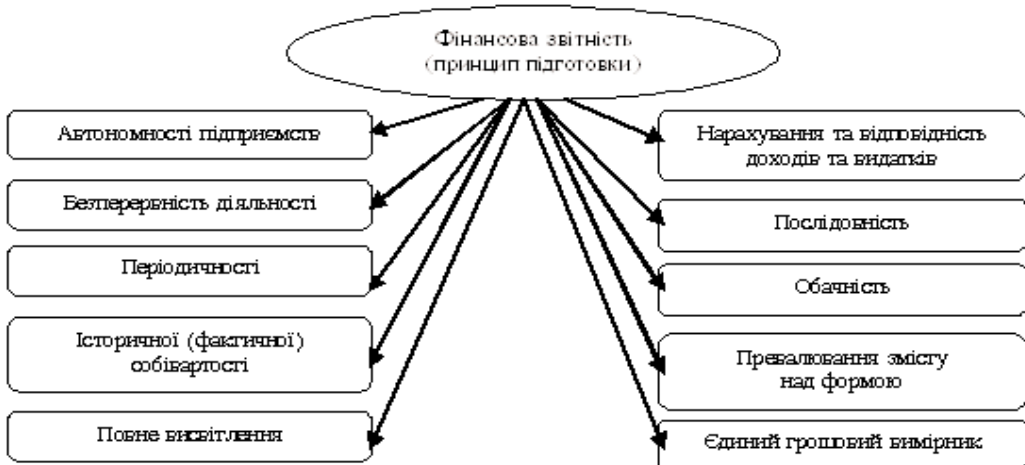 Фінансова звітність
(принцип підготовки)
Автономності підприємств
Безперервність діяльності
Періодичності
Історичної (фактичної)
собівартості
Повне висвітлення
Нарахування та відповідність
доходів та видатків
Послідовність
Обачність
Превалювання змісту
над формою
Єдиний грошовий вимірник